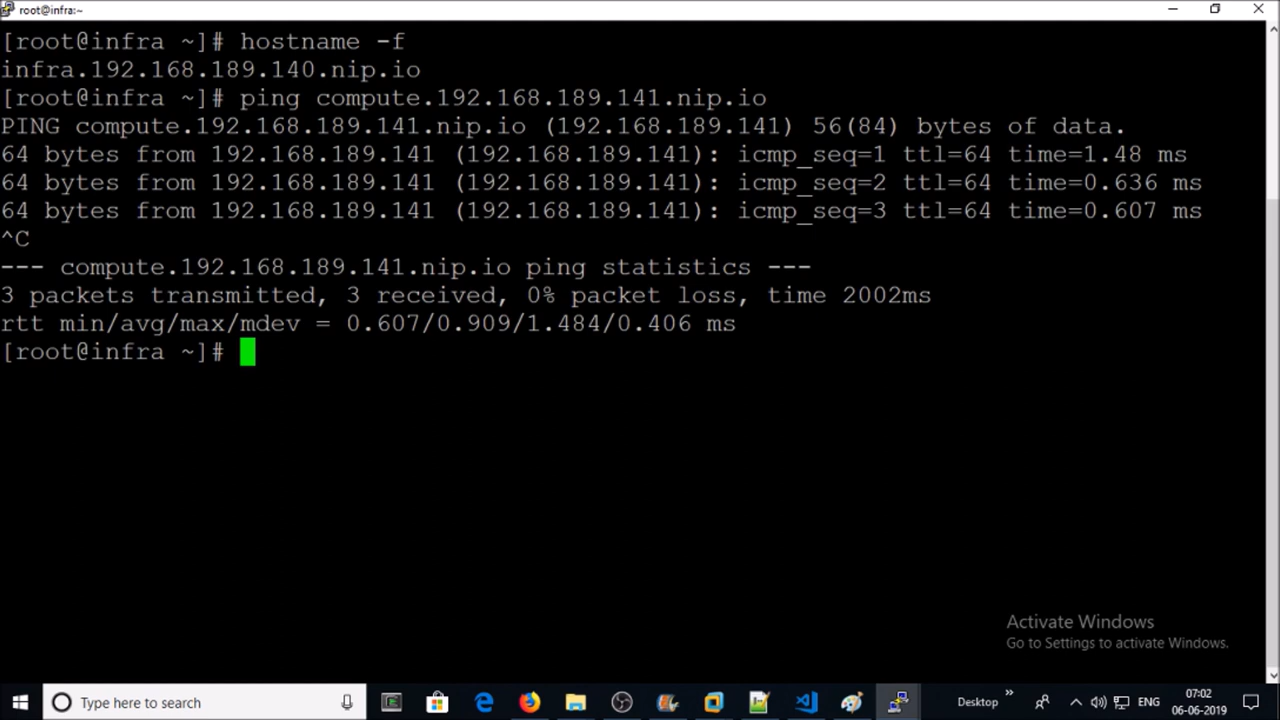 root@infra:~
[root@infra ~]# hostname -f
infra.192.168.189.140.nip.io
[root@infra ~]# ping compute.192.168.189.141.nip.io
PING compute.192.168.189.141.nip.io (192.168.189.141) 56(84) bytes of data.
64 bytes from 192.168.189.141 (192.168.189.141): icmp_seq=1 ttl=64 time=1.48 ms
64 bytes from 192.168.189.141 (192.168.189.141): icmp_seq=2 ttl=64 time=0.636 ms
64 bytes from 192.168.189.141 (192.168.189.141): icmp_seq=3 ttl=64 time=0.607 ms
^C
--- compute.192.168.189.141.nip.io ping statistics ---
3 packets transmitted, 3 received, 0% packet loss, time 2002ms
rtt min/avg/max/mdev = 0.607/0.909/1.484/0.406 ms
[root@infra ~]#
Activate Windows
Go to Settings to activate Windows.
Type here to search
Desktop
ENG
07:02
06-06-2019